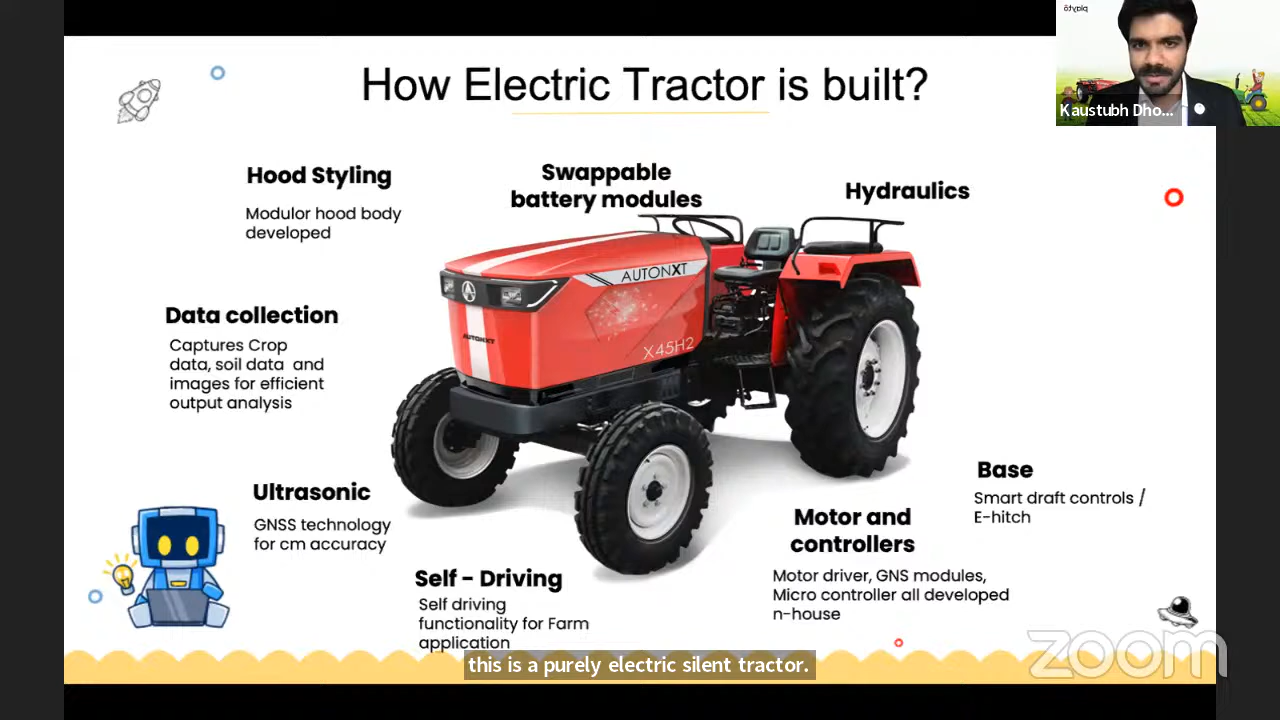 How Electric Tractor is built?
playto
Kaustubh Dho...
Hood Styling
Modulor hood body
developed
Swappable
battery modules
Hydraulics
AUTONXT
AUTONXT
X45H2
Data collection
Captures Crop
data, soil data and
images for efficient
output analysis
Ultrasonic
GNSS technology
for cm accuracy
Self - Driving
Self driving
functionality for Farm
application
Motor and
controllers
Motor driver, GNS modules,
Micro controller all developed
n-house
Base
Smart draft controls /
E-hitch
this is a purely electric silent tractor.
zoom